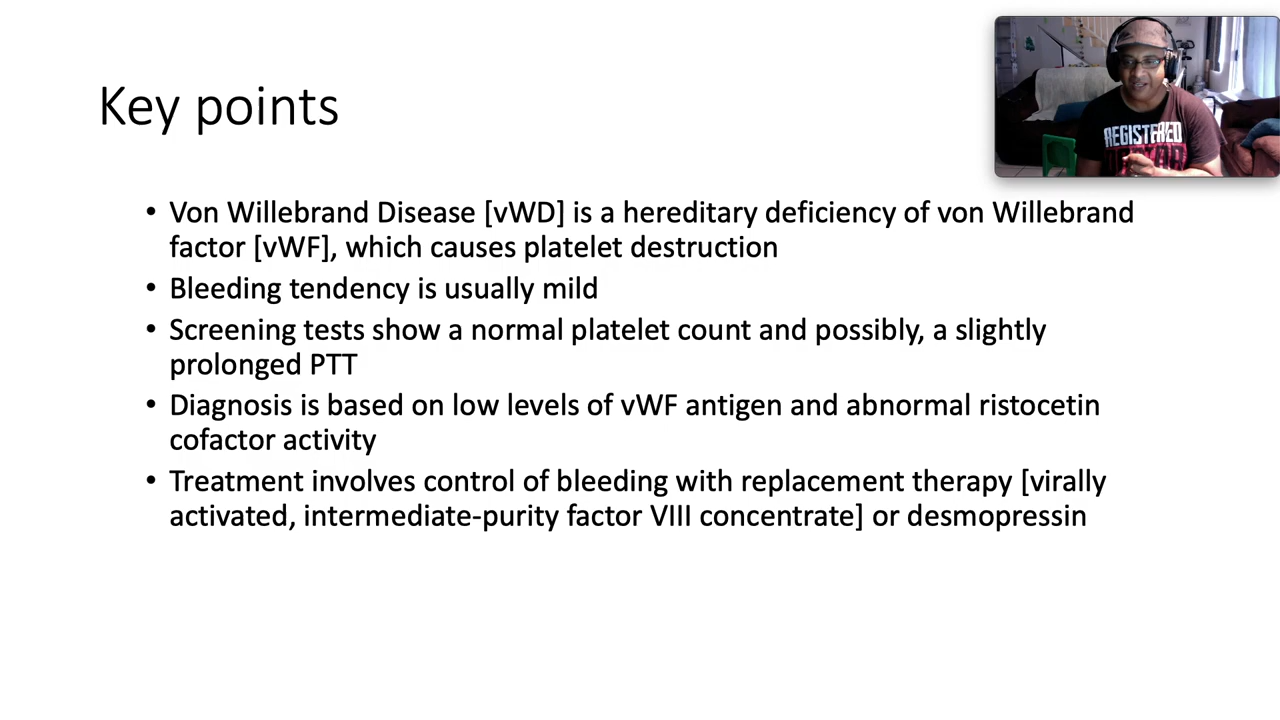 Key points
REGISTERED
• Von Willebrand Disease [vWD] is a hereditary deficiency of von Willebrand
factor [vWF], which causes platelet destruction
• Bleeding tendency is usually mild
• Screening tests show a normal platelet count and possibly, a slightly
prolonged PTT
• Diagnosis is based on low levels of vWF antigen and abnormal ristocetin
cofactor activity
• Treatment involves control of bleeding with replacement therapy [virally
activated, intermediate-purity factor VIII concentrate] or desmopressin